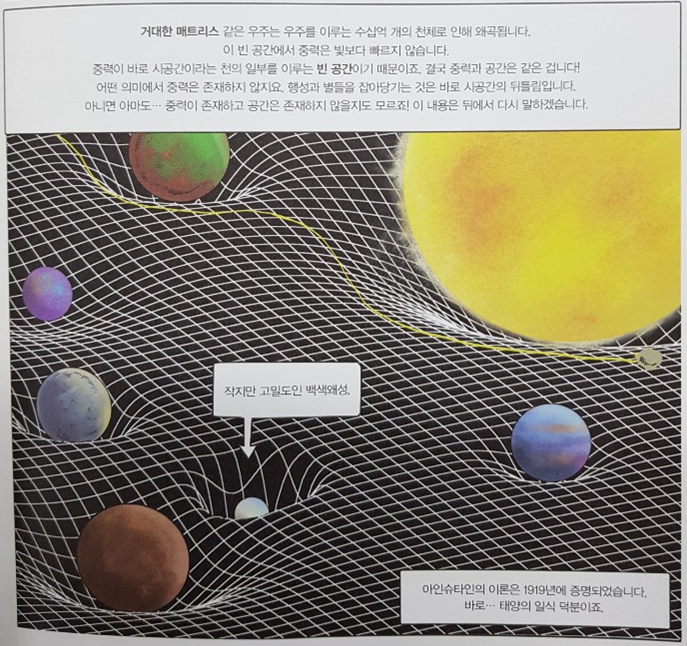 거대한 매트리스 같은 우주는 우주를 이루는 수십억 개의 천체로 인해 왜곡됩니다.
이 빈 공간에서 중력은 빛보다 빠르지 않습니다.
중력이 바로 시공간이라는 천의 일부를 이루는 빈 공간이기 때문이죠. 결국 중력과 공간은 같은 겁니다!
어떤 의미에서 중력은 존재하지 않지요. 행성과 별들을 잡아당기는 것은 바로 시공간의 뒤틀림입니다.
아니면 아마도… 중력이 존재하고 공간은 존재하지 않을지도 모르죠! 이 내용은 뒤에서 다시 말하겠습니다.
작지만 고밀도인 백색왜성.
아인슈타인의 이론은 1919년에 증명되었습니다.
바로… 태양의 일식 덕분이죠.